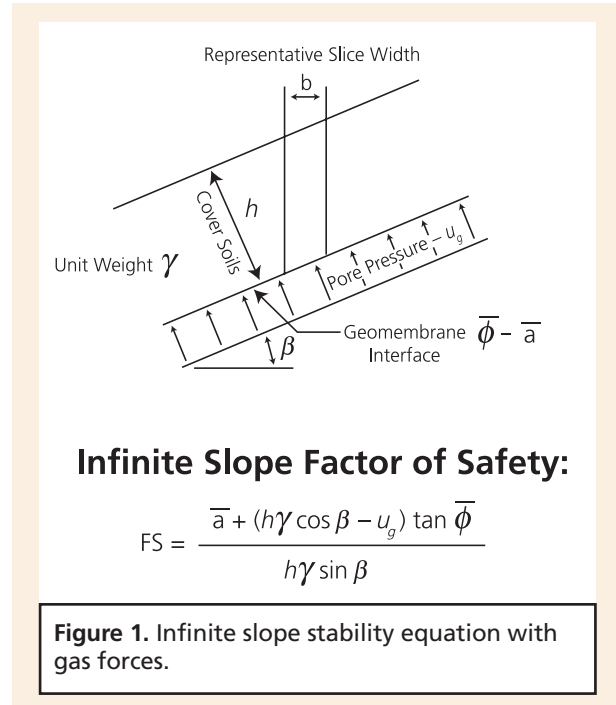 Representative Slice Width
b
h
Cover Soils
Unit Weight γ
Pore Pressure – u_g
Geomembrane ϕ̅ – a̅
Interface
β
Infinite Slope Factor of Safety:
FS = a̅ + (hγ cos β – u_g) tan ϕ̅
hγ sin β
Figure 1. Infinite slope stability equation with
gas forces.